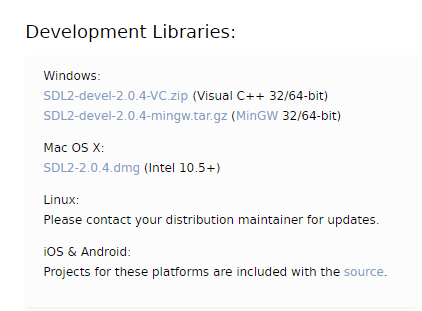 Development Libraries:
Windows:
SDL2-devel-2.0.4-VC.zip (Visual C++ 32/64-bit)
SDL2-devel-2.0.4-mingw.tar.gz (MinGW 32/64-bit)
Mac OS X:
SDL2-2.0.4.dmg (Intel 10.5+)
Linux:
Please contact your distribution maintainer for updates.
iOS & Android:
Projects for these platforms are included with the source.